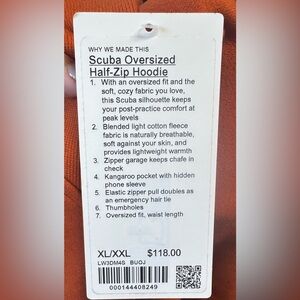 WHY WE MADE THIS
Scuba Oversized
Half-Zip Hoodie
1. With an oversized fit and the
soft, cozy fabric you love,
this Scuba silhouette keeps
your post-practice comfort at
peak levels
2. Blended light cotton fleece
fabric is naturally breathable,
soft against your skin, and
provides lightweight warmth
3. Zipper garage keeps chafe in
check
4. Kangaroo pocket with hidden
phone sleeve
5. Elastic zipper pull doubles as
an emergency hair tie
6. Thumbholes
7. Oversized fit, waist length
XL/XXL $118.00
LW3DM4S BUOJ
000144408249